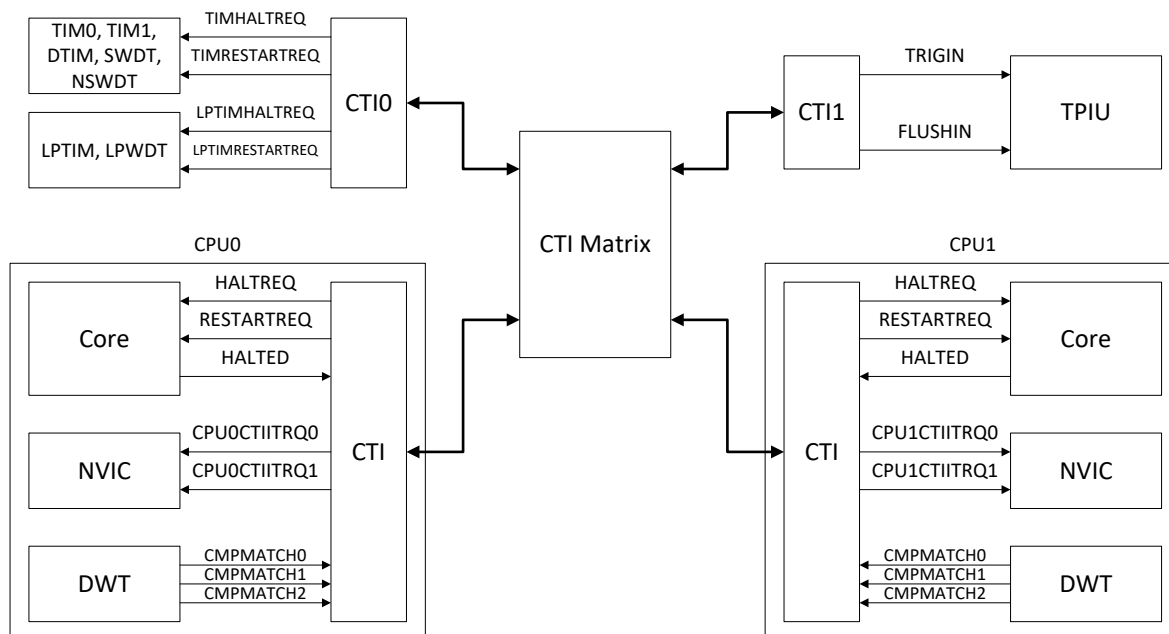 TIM0, TIM1,
DTIM, SWDT,
NSWDT
TIMHALTREQ
TIMRESTARTREQ
LPTIM, LPWDT
LPTIMHALTREQ
LPTIMRESTARTREQ
CTI0
CTI Matrix
CTI1
TRIGIN
FLUSHIN
TPIU
CPU0
Core
HALTREQ
RESTARTREQ
HALTED
NVIC
CPU0CTIITRQ0
CPU0CTIITRQ1
DWT
CMPMATCH0
CMPMATCH1
CMPMATCH2
CTI
CPU1
CTI
HALTREQ
RESTARTREQ
HALTED
Core
CPU1CTIITRQ0
CPU1CTIITRQ1
NVIC
CMPMATCH0
CMPMATCH1
CMPMATCH2
DWT